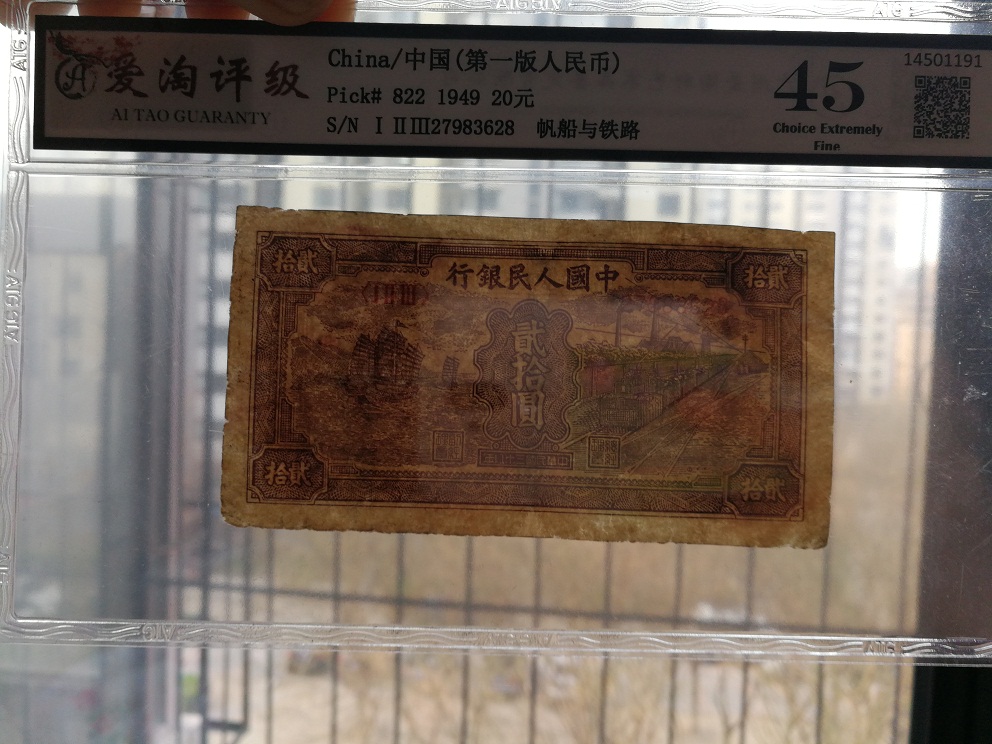 爱淘评级
AI TAO GUARANTY
China/中国(第一版人民币)
Pick# 822 1949 20元
S/N Ⅰ Ⅱ Ⅲ27983628 帆船与铁路
45
Choice Extremely
Fine
14501191
行銀民人國中
拾貳
拾貳
〈Ⅰ Ⅱ Ⅲ〉
貳拾圓
拾貳
拾貳